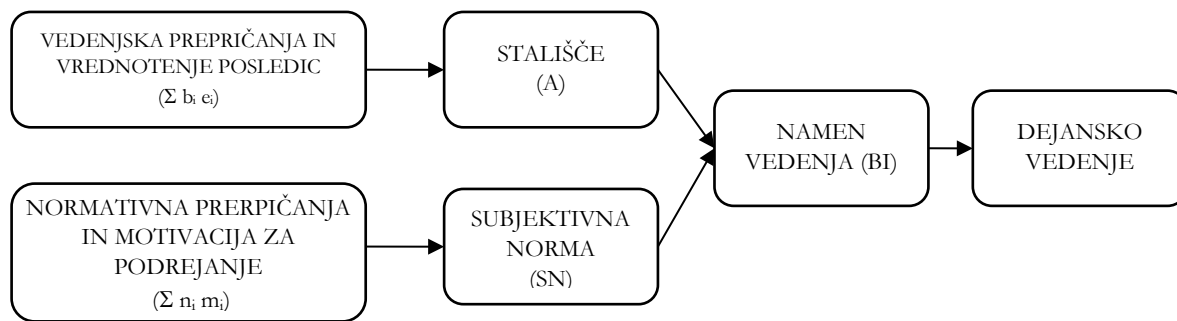 VEDENJSKA PREPRIČANJA IN
VREDNOTENJE POSLEDIC
(Σ bᵢ eᵢ)
STALIŠČE
(A)
NORMATIVNA PRERPIČANJA
IN MOTIVACIJA ZA
PODREJANJE
(Σ nᵢ mᵢ)
SUBJEKTIVNA
NORMA
(SN)
NAMEN
VEDENJA (BI)
DEJANSKO
VEDENJE